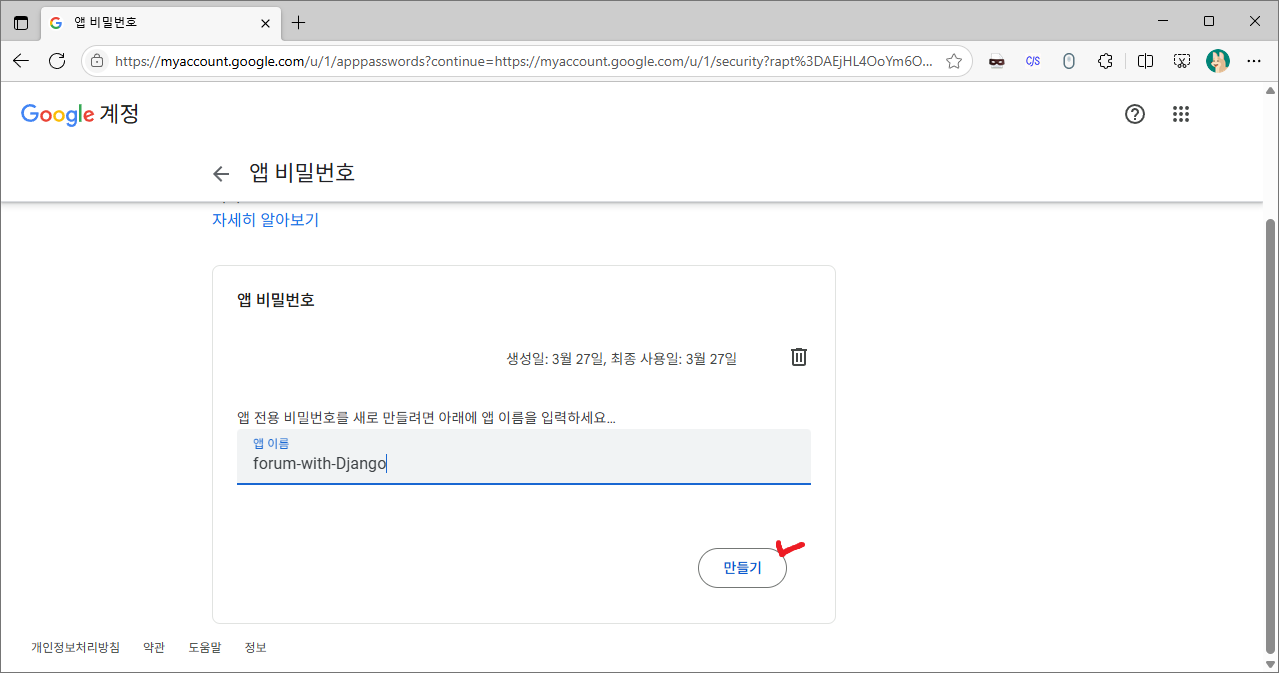 앱 비밀번호
https://myaccount.google.com/u/1/apppasswords?continue=https://myaccount.google.com/u/1/security?rapt%3DAEjHL4OoYm6O...
C/S
Google 계정
앱 비밀번호
자세히 알아보기
앱 비밀번호
생성일: 3월 27일, 최종 사용일: 3월 27일
앱 전용 비밀번호를 새로 만들려면 아래에 앱 이름을 입력하세요...
앱 이름
forum-with-Django
만들기
개인정보처리방침 약관 도움말 정보